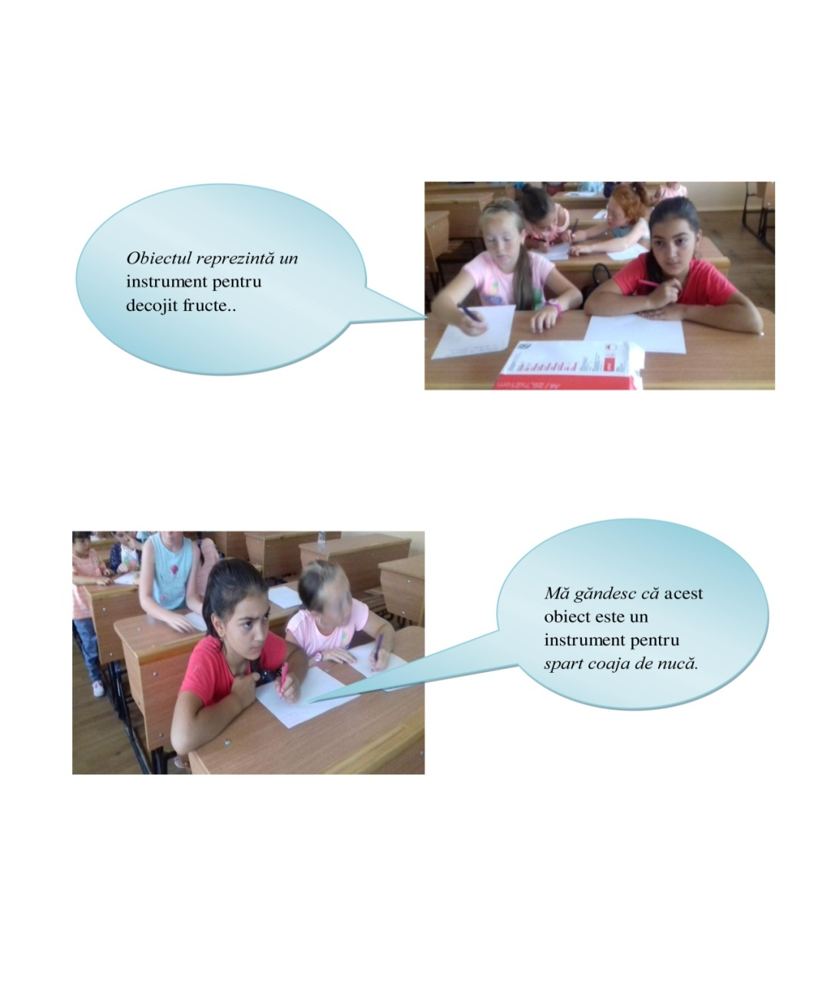 Obiectul reprezintă un
instrument pentru
decojit fructe..
Mă găndesc că acest
obiect este un
instrument pentru
spart coaja de nucă.